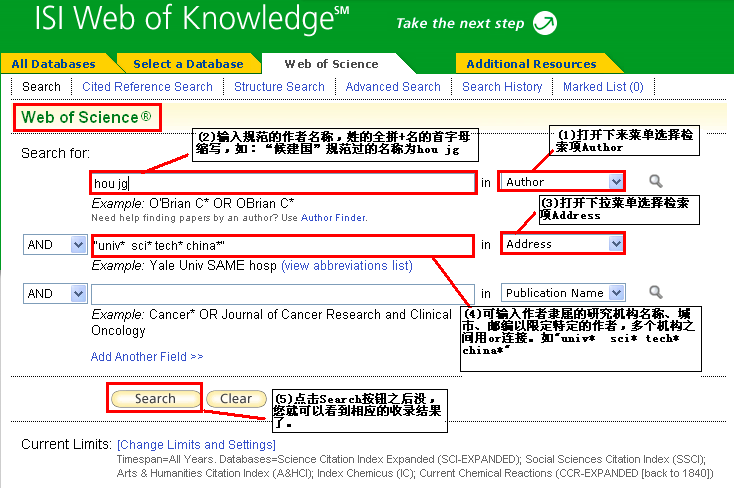 ISI Web of Knowledge℠
Take the next step
All Databases
Select a Database
Web of Science
Additional Resources
Search
Cited Reference Search
Structure Search
Advanced Search
Search History
Marked List (0)
Web of Science®
(2)输入规范的作者名称，姓的全拼+名的首字母
缩写，如：“候建国”规范过的名称为hou jg
(1)打开下来菜单选择检
索项Author
Search for:
hou jg
in
Author
Example: O'Brian C* OR OBrian C*
Need help finding papers by an author? Use Author Finder.
(3)打开下拉菜单选择检索
项Address
AND
"univ* sci* tech* china*"
in
Address
Example: Yale Univ SAME hosp (view abbreviations list)
AND
in
Publication Name
Example: Cancer* OR Journal of Cancer Research and Clinical
Oncology
(4)可输入作者隶属的研究机构名称、城
市、邮编以限定特定的作者，多个机构之
间用or连接。如"univ* sci* tech*
china*"
Add Another Field >>
Search
Clear
(5)点击Search按钮之后没，
您就可以看到相应的收录结果
了。
Current Limits: [Change Limits and Settings]
Timespan=All Years. Databases=Science Citation Index Expanded (SCI-EXPANDED); Social Sciences Citation Index (SSCI);
Arts & Humanities Citation Index (A&HCI); Index Chemicus (IC); Current Chemical Reactions (CCR-EXPANDED [back to 1840])